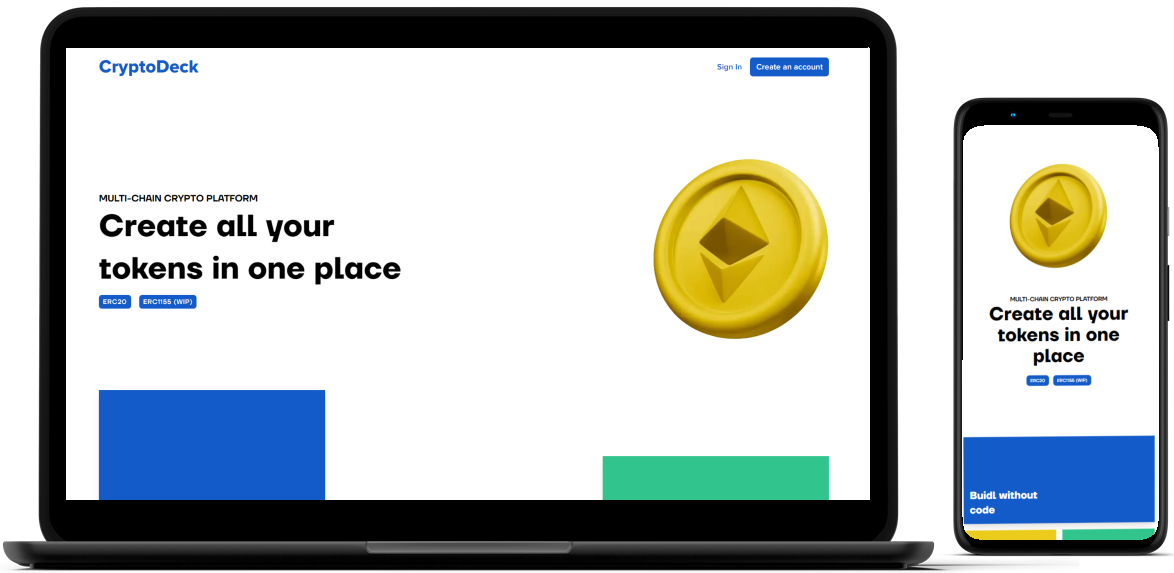 CryptoDeck
Sign In
Create an account
MULTI-CHAIN CRYPTO PLATFORM
Create all your
tokens in one place
ERC20
ERC1155 (WIP)
MULTI-CHAIN CRYPTO PLATFORM
Create all your
tokens in one
place
ERC20
ERC1155 (WIP)
Buidl without
code